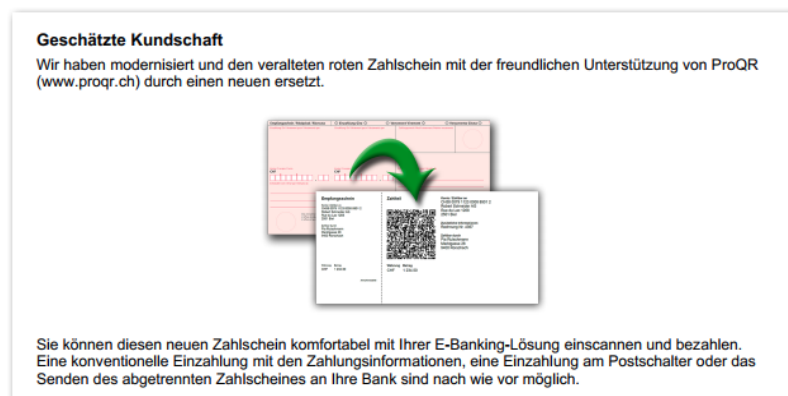 Geschätzte Kundschaft
Wir haben modernisiert und den veralteten roten Zahlschein mit der freundlichen Unterstützung von ProQR
(www.proqr.ch) durch einen neuen ersetzt.
Empfangsschein
Zahlteil
Währung Betrag
CHF
Sie können diesen neuen Zahlschein komfortabel mit Ihrer E-Banking-Lösung einscannen und bezahlen.
Eine konventionelle Einzahlung mit den Zahlungsinformationen, eine Einzahlung am Postschalter oder das
Senden des abgetrennten Zahlscheines an Ihre Bank sind nach wie vor möglich.